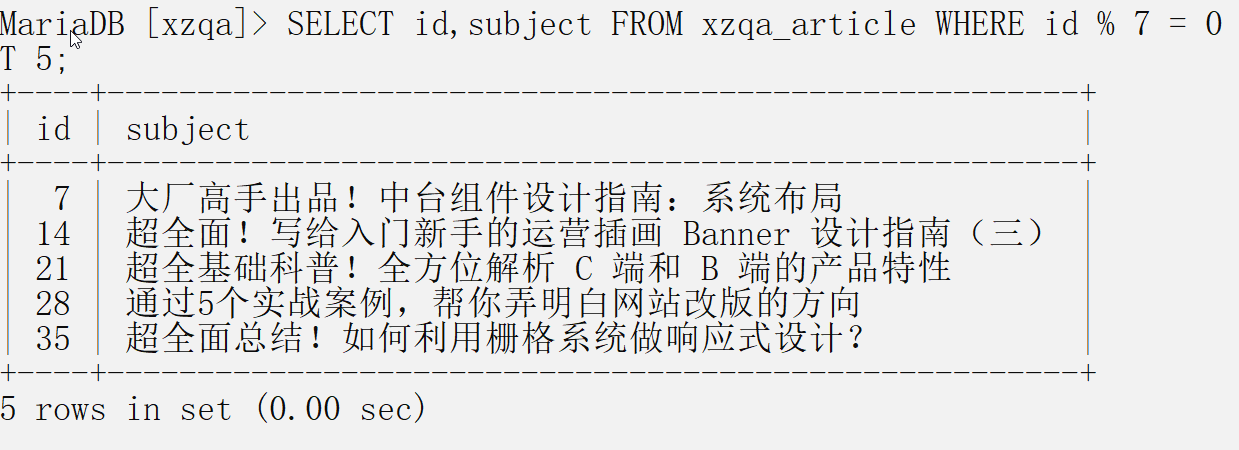 MariaDB [xzqa]> SELECT id,subject FROM xzqa_article WHERE id % 7 = 0
T 5;
+----+------------------------------------------------------+
| id | subject |
+----+------------------------------------------------------+
| 7 | 大厂高手出品！中台组件设计指南：系统布局 |
| 14 | 超全面！写给入门新手的运营插画 Banner 设计指南（三） |
| 21 | 超全基础科普！全方位解析 C 端和 B 端的产品特性 |
| 28 | 通过5个实战案例，帮你弄明白网站改版的方向 |
| 35 | 超全面总结！如何利用栅格系统做响应式设计？ |
+----+------------------------------------------------------+
5 rows in set (0.00 sec)